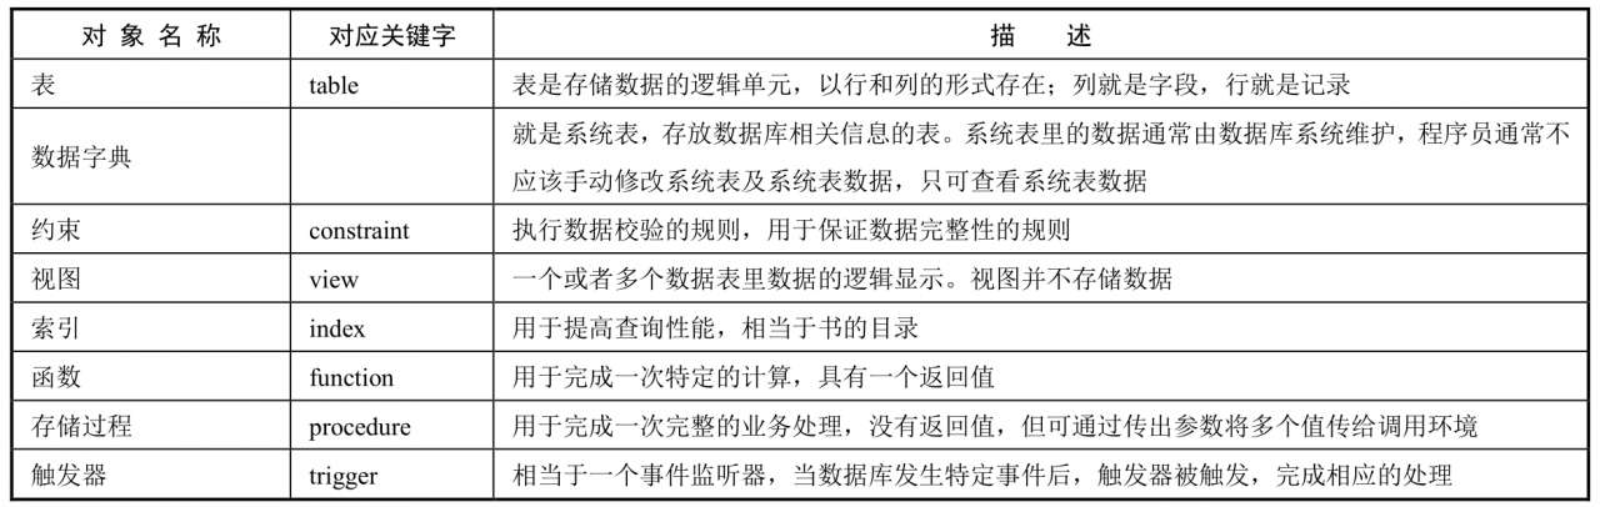 对象名称 对应关键字 描述
表 table 表是存储数据的逻辑单元，以行和列的形式存在；列就是字段，行就是记录
数据字典 就是系统表，存放数据库相关信息的表。系统表里的数据通常由数据库系统维护，程序员通常不
应该手动修改系统表及系统表数据，只可查看系统表数据
约束 constraint 执行数据校验的规则，用于保证数据完整性的规则
视图 view 一个或者多个数据表里数据的逻辑显示。视图并不存储数据
索引 index 用于提高查询性能，相当于书的目录
函数 function 用于完成一次特定的计算，具有一个返回值
存储过程 procedure 用于完成一次完整的业务处理，没有返回值，但可通过传出参数将多个值传给调用环境
触发器 trigger 相当于一个事件监听器，当数据库发生特定事件后，触发器被触发，完成相应的处理